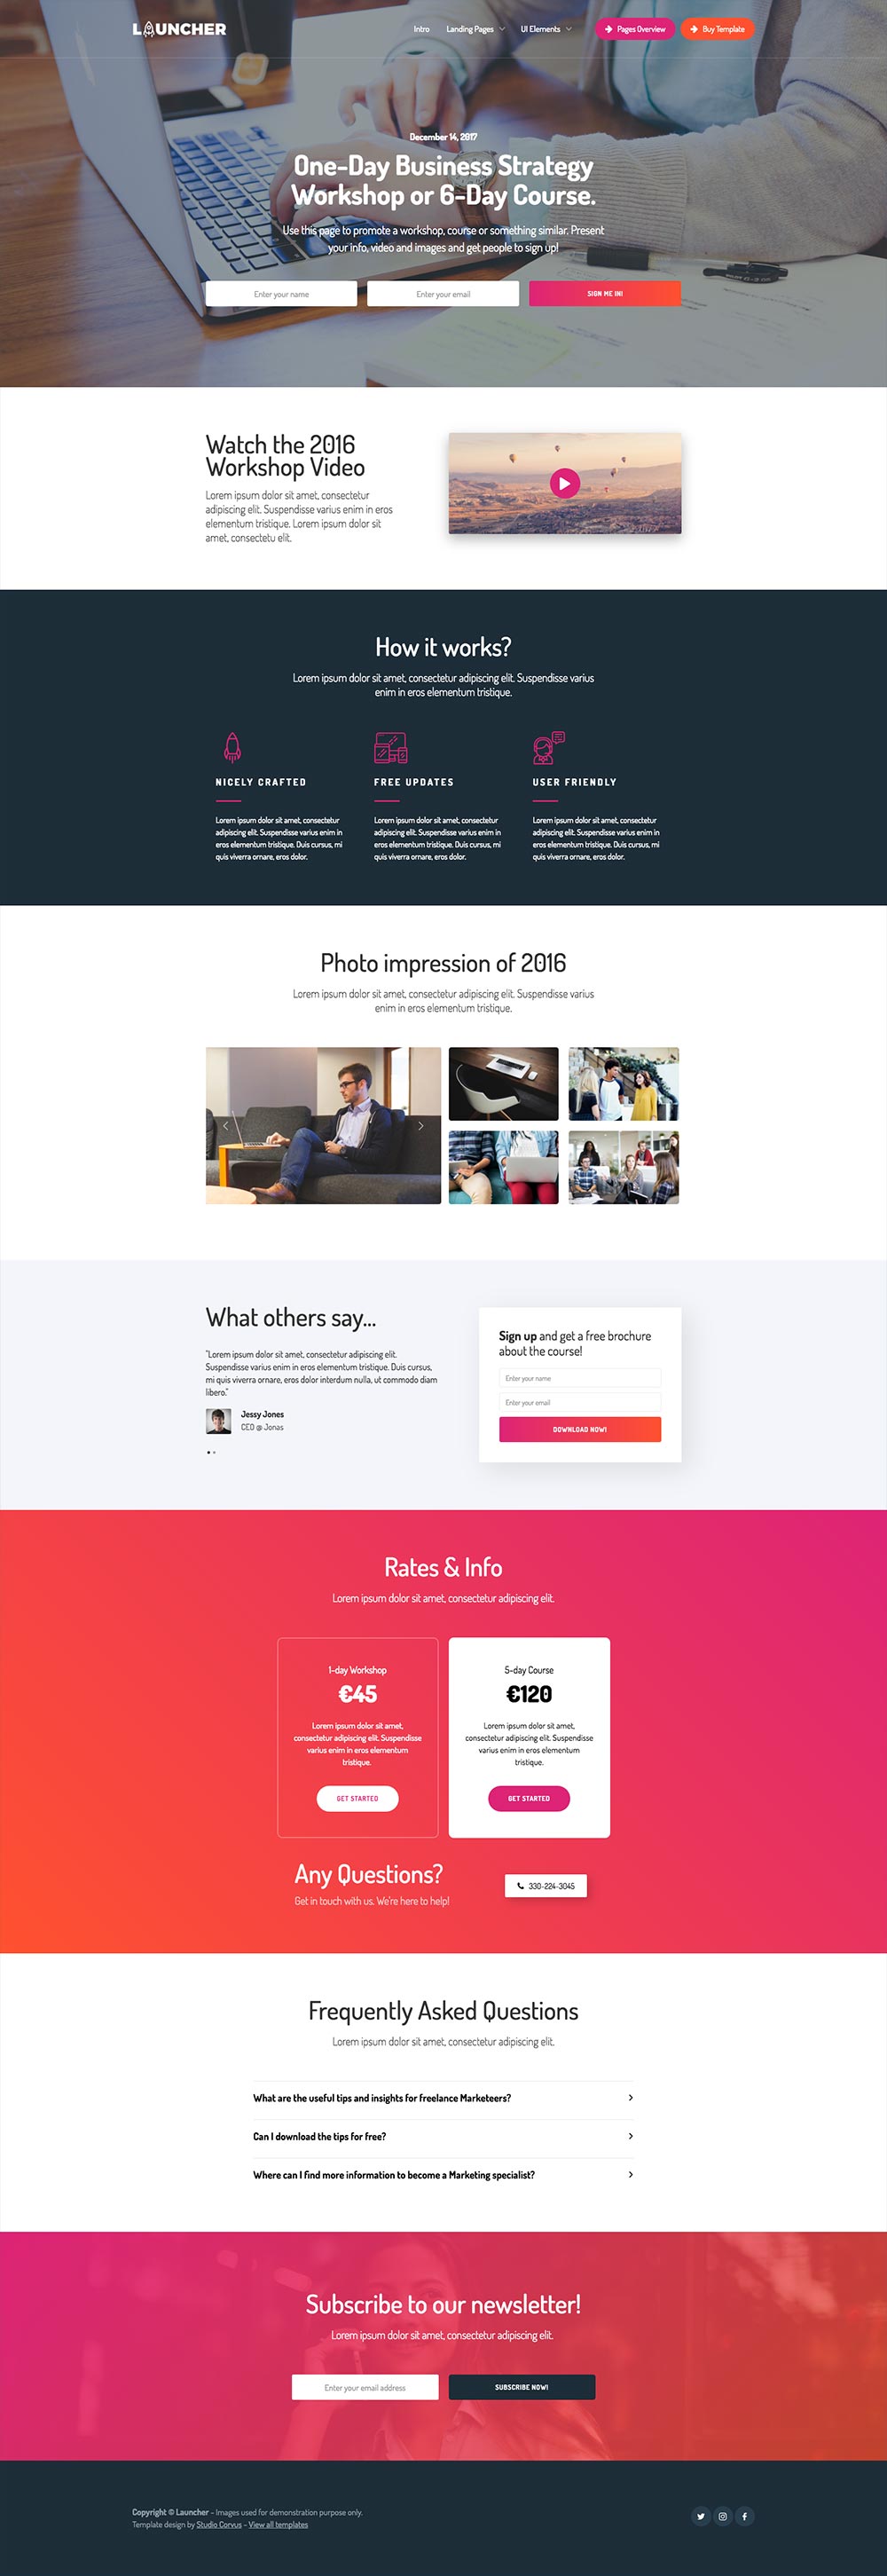 LAUNCHER
Intro
Landing Pages
UI Elements
Pages Overview
Buy Template
December 14, 2017
One-Day Business Strategy
Workshop or 6-Day Course.
Use this page to promote a workshop, course or something similar. Present
your info, video and images and get people to sign up!
Enter your name
Enter your email
SIGN ME IN!
Watch the 2016
Workshop Video
Lorem ipsum dolor sit amet, consectetur
adipiscing elit. Suspendisse varius enim in eros
elementum tristique. Lorem ipsum dolor sit
amet, consectetu elit.
How it works?
Lorem ipsum dolor sit amet, consectetur adipiscing elit. Suspendisse varius
enim in eros elementum tristique.
NICELY CRAFTED
Lorem ipsum dolor sit amet, consectetur
adipiscing elit. Suspendisse varius enim in
eros elementum tristique. Duis cursus, mi
quis viverra ornare, eros dolor.
FREE UPDATES
Lorem ipsum dolor sit amet, consectetur
adipiscing elit. Suspendisse varius enim in
eros elementum tristique. Duis cursus, mi
quis viverra ornare, eros dolor.
USER FRIENDLY
Lorem ipsum dolor sit amet, consectetur
adipiscing elit. Suspendisse varius enim in
eros elementum tristique. Duis cursus, mi
quis viverra ornare, eros dolor.
Photo impression of 2016
Lorem ipsum dolor sit amet, consectetur adipiscing elit. Suspendisse varius
enim in eros elementum tristique.
What others say...
"Lorem ipsum dolor sit amet, consectetur adipiscing elit.
Suspendisse varius enim in eros elementum tristique. Duis cursus,
mi quis viverra ornare, eros dolor interdum nulla, ut commodo diam
libero."
Jessy Jones
CEO @ Jonas
Sign up and get a free brochure
about the course!
Enter your name
Enter your email
DOWNLOAD NOW!
Rates & Info
Lorem ipsum dolor sit amet, consectetur adipiscing elit.
1-day Workshop
€45
Lorem ipsum dolor sit amet,
consectetur adipiscing elit. Suspendisse
varius enim in eros elementum
tristique.
GET STARTED
5-day Course
€120
Lorem ipsum dolor sit amet,
consectetur adipiscing elit. Suspendisse
varius enim in eros elementum
tristique.
GET STARTED
Any Questions?
Get in touch with us. We're here to help!
330-224-3045
Frequently Asked Questions
Lorem ipsum dolor sit amet, consectetur adipiscing elit.
What are the useful tips and insights for freelance Marketeers?
Can I download the tips for free?
Where can I find more information to become a Marketing specialist?
Subscribe to our newsletter!
Lorem ipsum dolor sit amet, consectetur adipiscing elit.
Enter your email address
SUBSCRIBE NOW!
Copyright © Launcher - Images used for demonstration purpose only.
Template design by Studio Corvus - View all templates